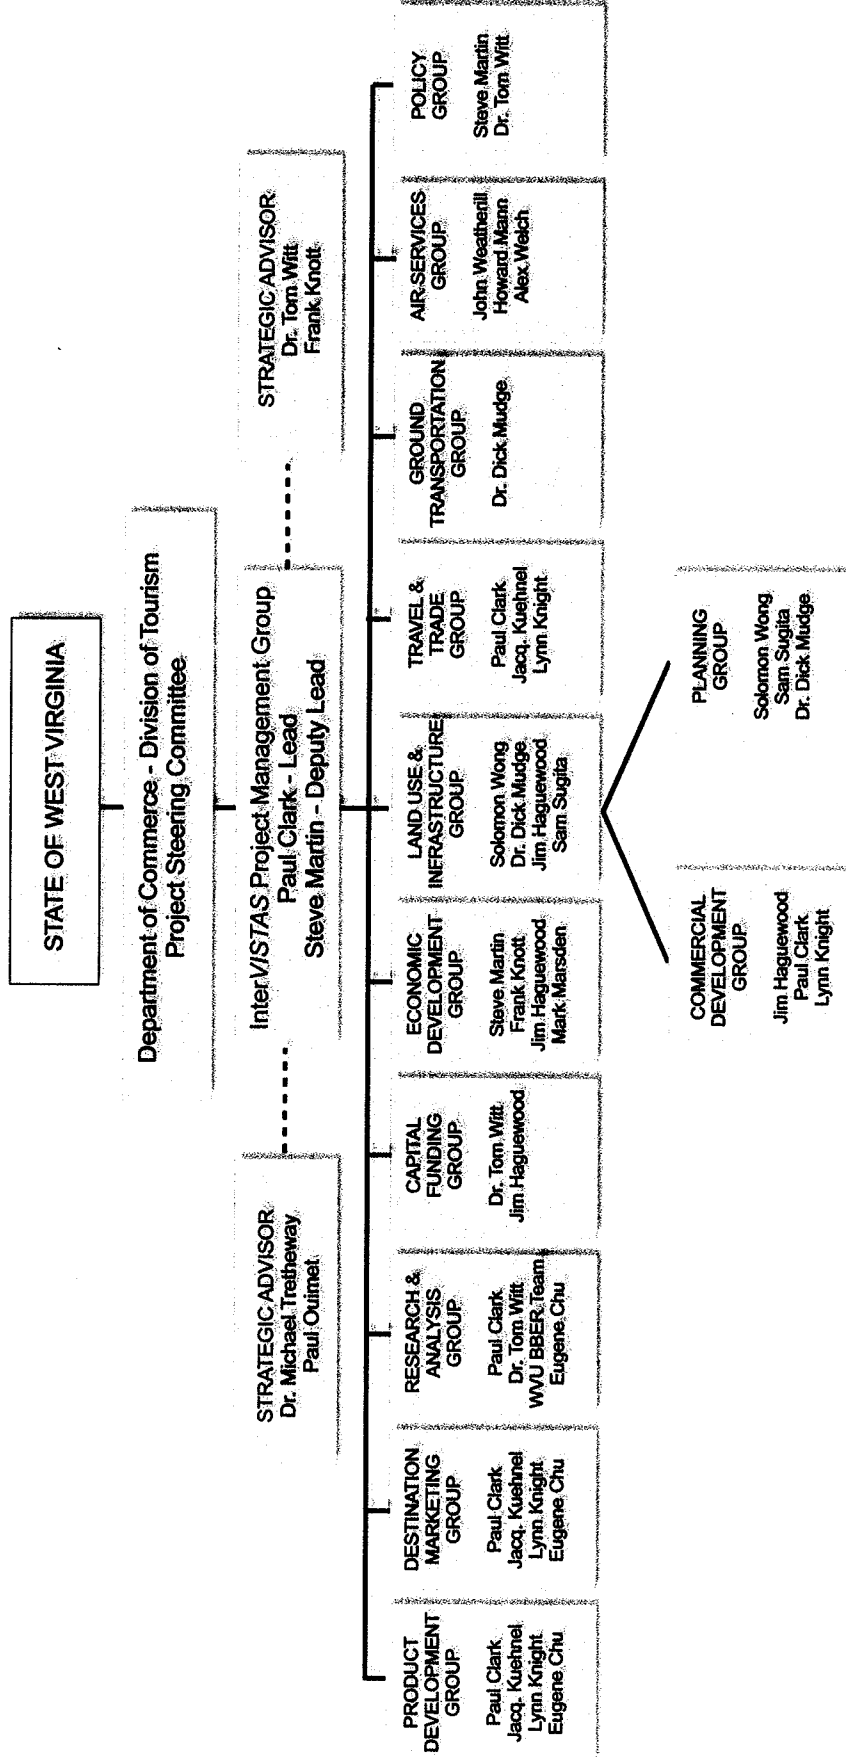 STATE OF WEST VIRGINIA
Department of Commerce - Division of Tourism
Project Steering Committee
STRATEGIC ADVISOR
Dr. Michael Tretheway
Paul Ouimet
InterVISTAS Project Management Group
Paul Clark - Lead
Steve Martin - Deputy Lead
STRATEGIC ADVISOR
Dr. Tom Witt
Frank Knott
PRODUCT
DEVELOPMENT
GROUP
Paul Clark
Jacq. Kuehnel
Lynn Knight
Eugene Chu
DESTINATION
MARKETING
GROUP
Paul Clark
Jacq. Kuehnel
Lynn Knight
Eugene Chu
RESEARCH &
ANALYSIS
GROUP
Paul Clark
Dr. Tom Witt
WVU BBER Team
Eugene Chu
CAPITAL
FUNDING
GROUP
Dr. Tom Witt
Jim Haguewood
ECONOMIC
DEVELOPMENT
GROUP
Steve Martin
Frank Knott
Jim Haguewood
Mark Marsden
LAND USE &
INFRASTRUCTURE
GROUP
Solomon Wong
Dr. Dick Mudge
Jim Haguewood
Sam Sugita
TRAVEL &
TRADE
GROUP
Paul Clark
Jacq. Kuehnel
Lynn Knight
GROUND
TRANSPORTATION
GROUP
Dr. Dick Mudge
AIR SERVICES
GROUP
John Weatherill
Howard Mann
Alex Welch
POLICY
GROUP
Steve Martin
Dr. Tom Witt
COMMERCIAL
DEVELOPMENT
GROUP
Jim Haguewood
Paul Clark
Lynn Knight
PLANNING
GROUP
Solomon Wong
Sam Sugita
Dr. Dick Mudge